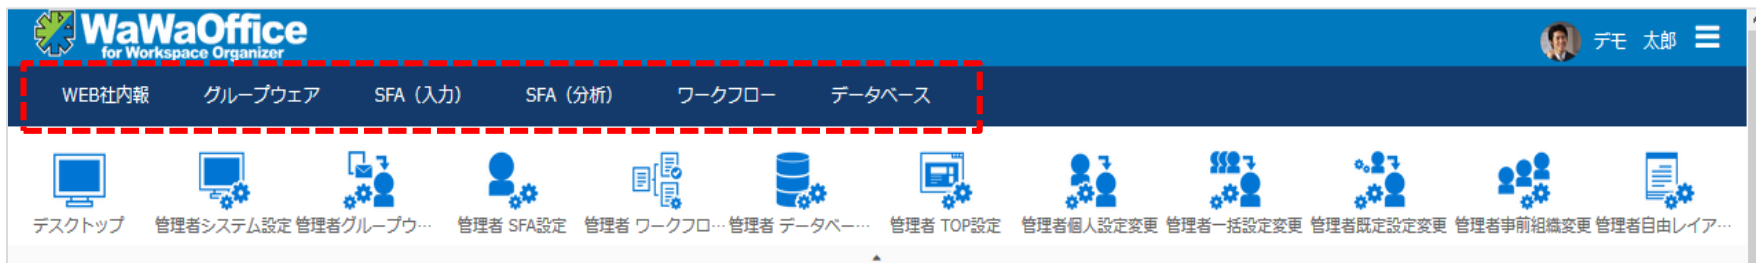 WaWaOffice
for Workspace Organizer
デモ 太郎
WEB社内報 グループウェア SFA（入力） SFA（分析） ワークフロー データベース
デスクトップ 管理者システム設定 管理者グループウ… 管理者 SFA設定 管理者 ワークフロ… 管理者 データベー… 管理者 TOP設定 管理者個人設定変更 管理者一括設定変更 管理者既定設定変更 管理者事前組織変更 管理者自由レイア…